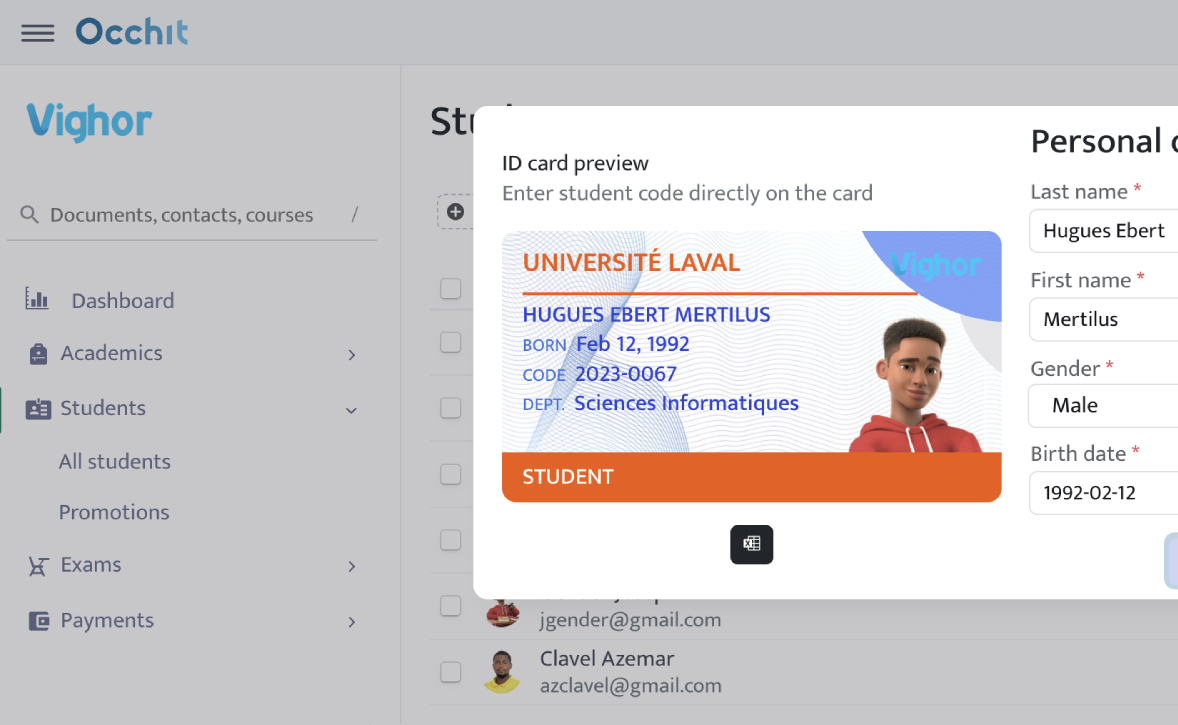 Occhit
Vighor
Documents, contacts, courses /
Dashboard
Academics
Students
All students
Promotions
Exams
Payments
ID card preview
Enter student code directly on the card
UNIVERSITÉ LAVAL
Vighor
HUGUES EBERT MERTILUS
BORN Feb 12, 1992
CODE 2023-0067
DEPT. Sciences Informatiques
STUDENT
Personal
Last name *
Hugues Ebert
First name *
Mertilus
Gender *
Male
Birth date *
1992-02-12
jgender@gmail.com
Clavel Azemar
azclavel@gmail.com